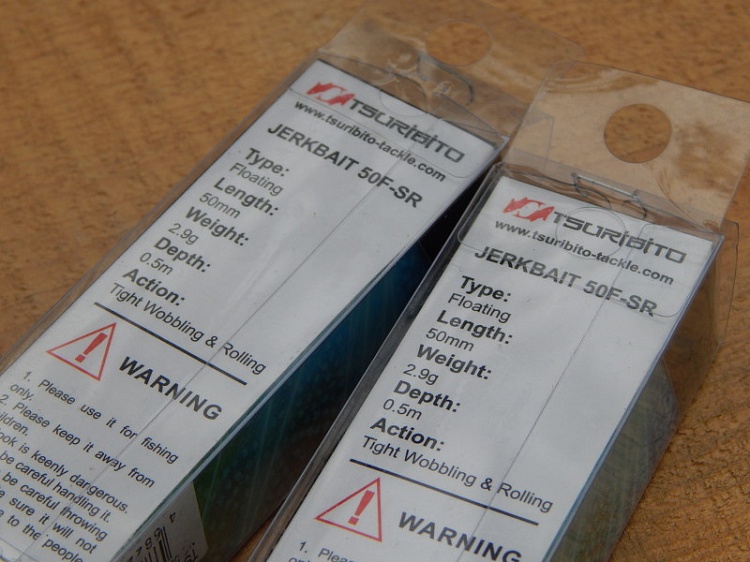 TSURIBITO
www.tsuribito-tackle.com
JERKBAIT 50F-SR
Type:
Floating
Length:
50mm
Weight:
2.9g
Depth:
0.5m
Action:
Tight Wobbling & Rolling
WARNING
1. Please use it for fishing
only.
2. Please keep it away from
ildren.
ook is keenly dangerous.
be careful handling it.
be careful throwing
e sure it will not
e to the people
TSURIBITO
www.tsuribito-tackle.com
JERKBAIT 50F-SR
Type:
Floating
Length:
50mm
Weight:
2.9g
Depth:
0.5m
Action:
Tight Wobbling & Rolling
WARNING
1. Please